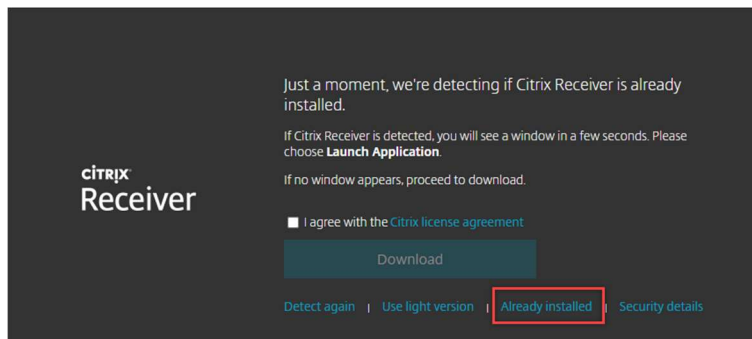 Just a moment, we're detecting if Citrix Receiver is already
installed.
If Citrix Receiver is detected, you will see a window in a few seconds. Please
choose Launch Application.
If no window appears, proceed to download.
CİTRIX
Receiver
I agree with the Citrix license agreement
Download
Detect again | Use light version | Already installed | Security details